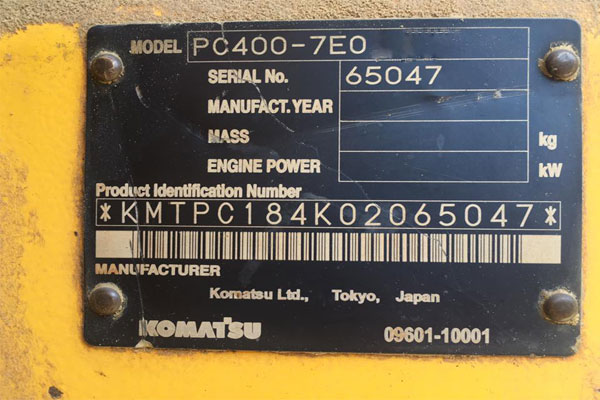 MODEL PC400-7E0
SERIAL No. 65047
MANUFACT. YEAR
MASS kg
ENGINE POWER kW
Product Identification Number
*KMTPC184K02065047*
MANUFACTURER
Komatsu Ltd., Tokyo, Japan
KOMATSU 09601-10001